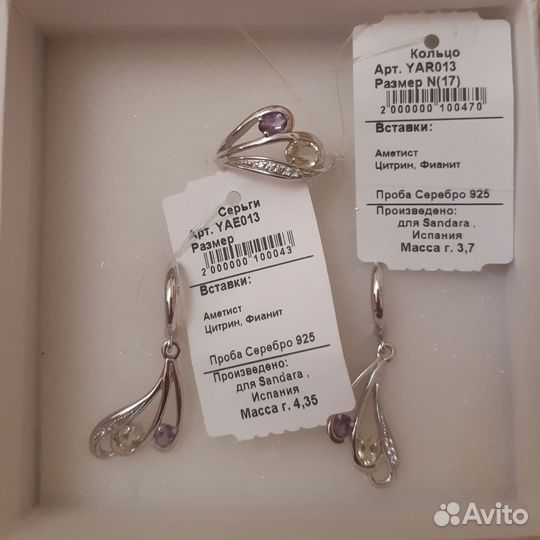 Кольцо
Арт. YAR013
Размер N(17)
2 000000 100470
Вставки:
Аметист
Цитрин, Фианит
Проба Серебро 925
Произведено:
для Sandara ,
Испания
Масса г. 3,7
Серьги
Арт. YAE013
Размер
2 000000 100043
Вставки:
Аметист
Цитрин, Фианит
Проба Серебро 925
Произведено:
для Sandara ,
Испания
Масса г. 4,35
Avito